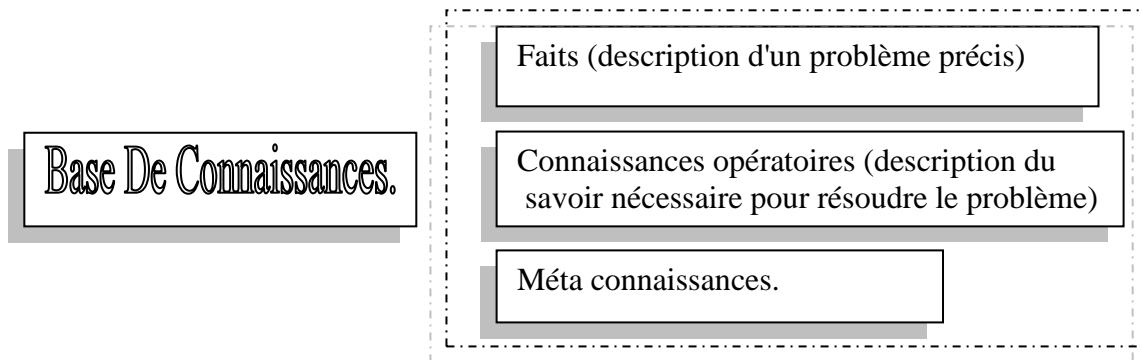 Base De Connaissances.
Faits (description d'un problème précis)
Connaissances opératoires (description du
savoir nécessaire pour résoudre le problème)
Méta connaissances.